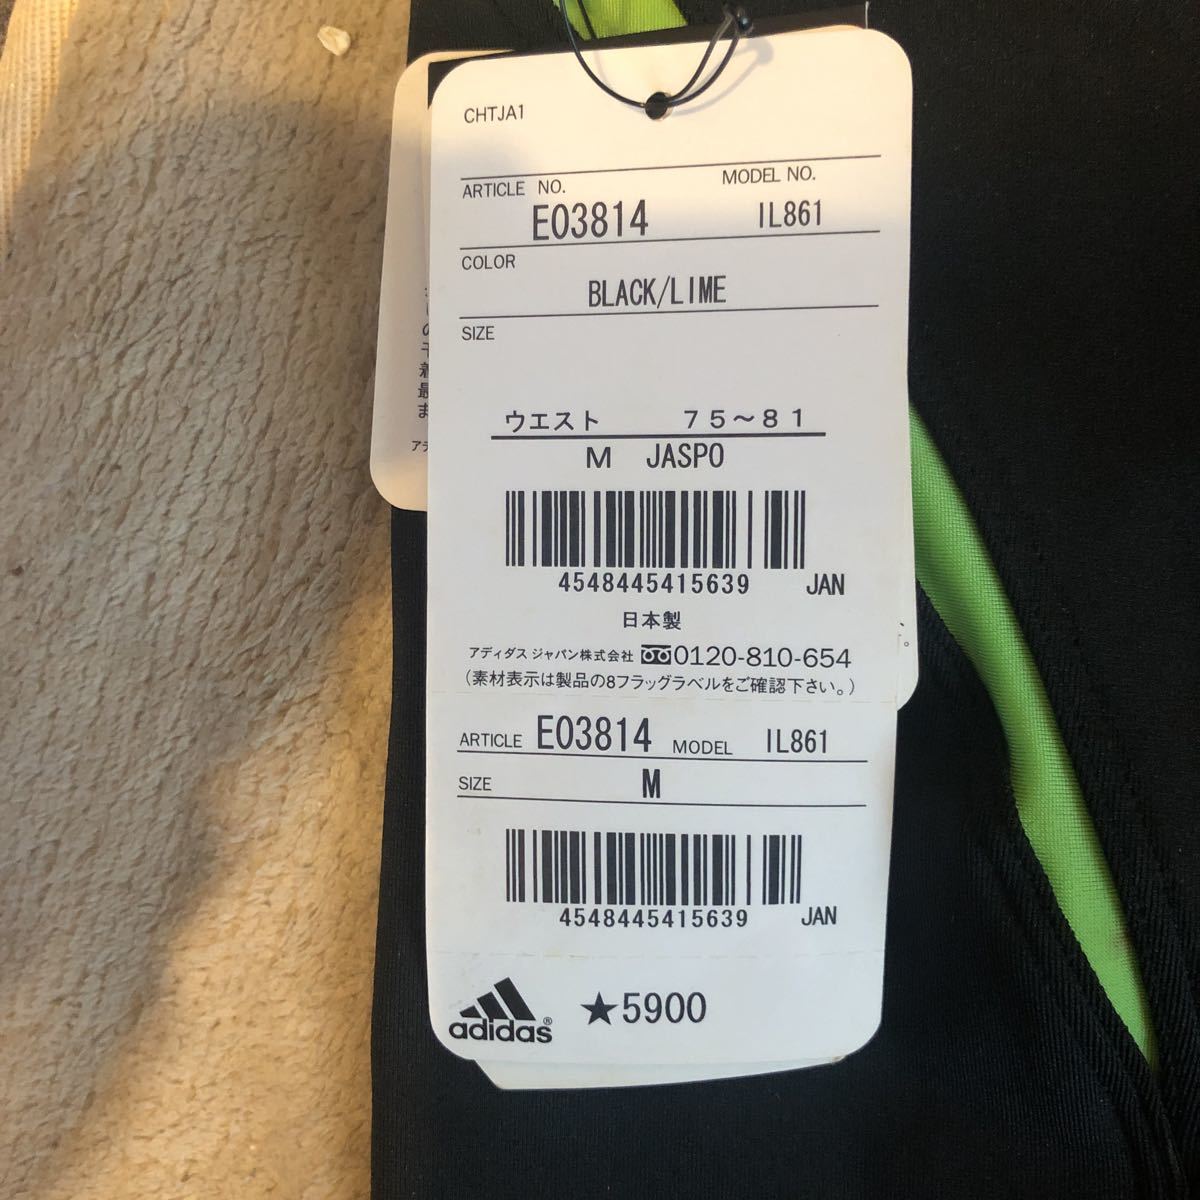 CHTJA1
ARTICLE NO. MODEL NO.
E03814 IL861
COLOR
BLACK/LIME
SIZE
ウエスト 75～81
M JASPO
4548445415639 JAN
日本製
アディダス ジャパン株式会社 0120-810-654
（素材表示は製品の8フラッグラベルをご確認下さい。）
ARTICLE E03814 MODEL IL861
SIZE M
4548445415639 JAN
adidas® ★5900